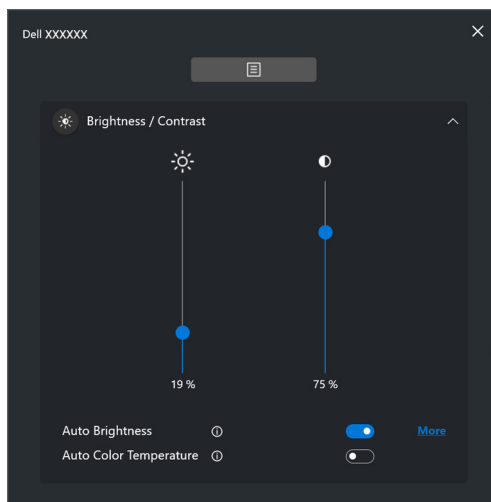 Dell XXXXXX
Brightness / Contrast
19 % 75 %
Auto Brightness More
Auto Color Temperature